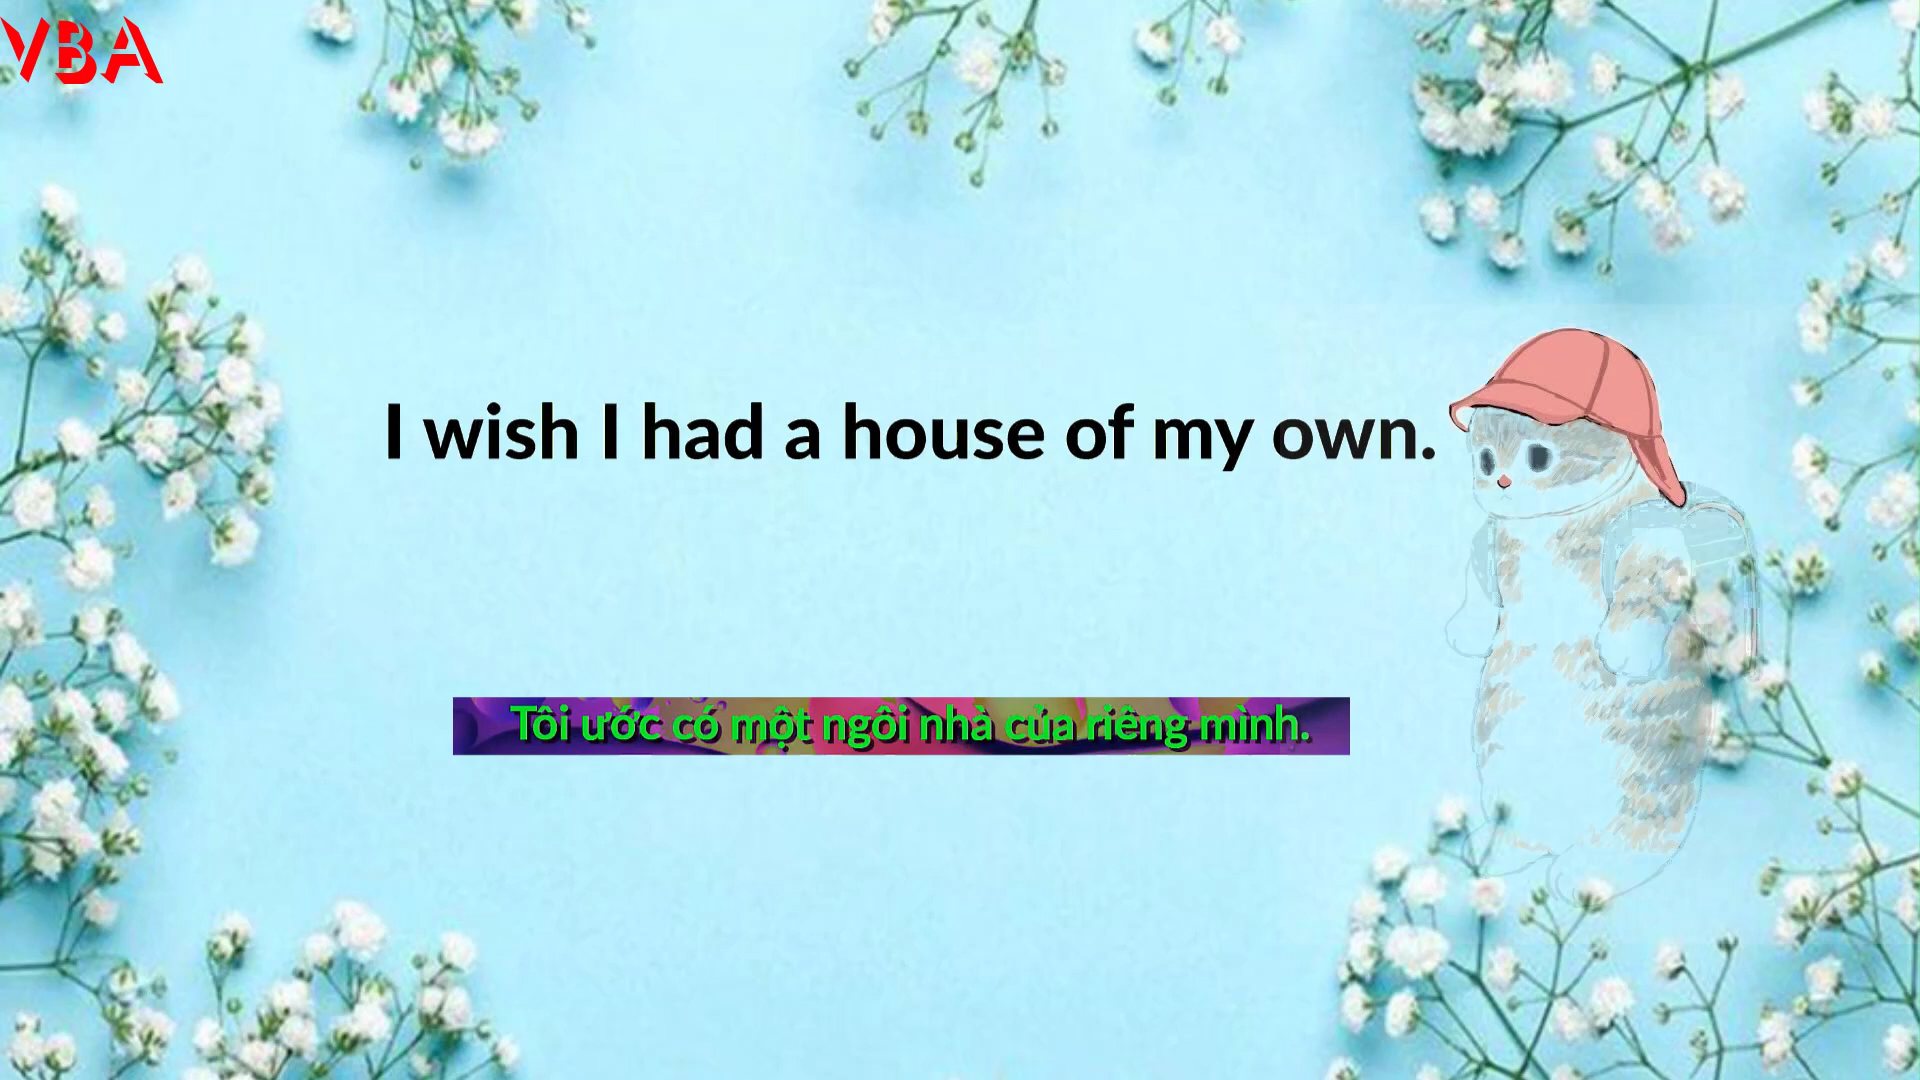 VBA
I wish I had a house of my own.
Tôi ước có một ngôi nhà của riêng mình.